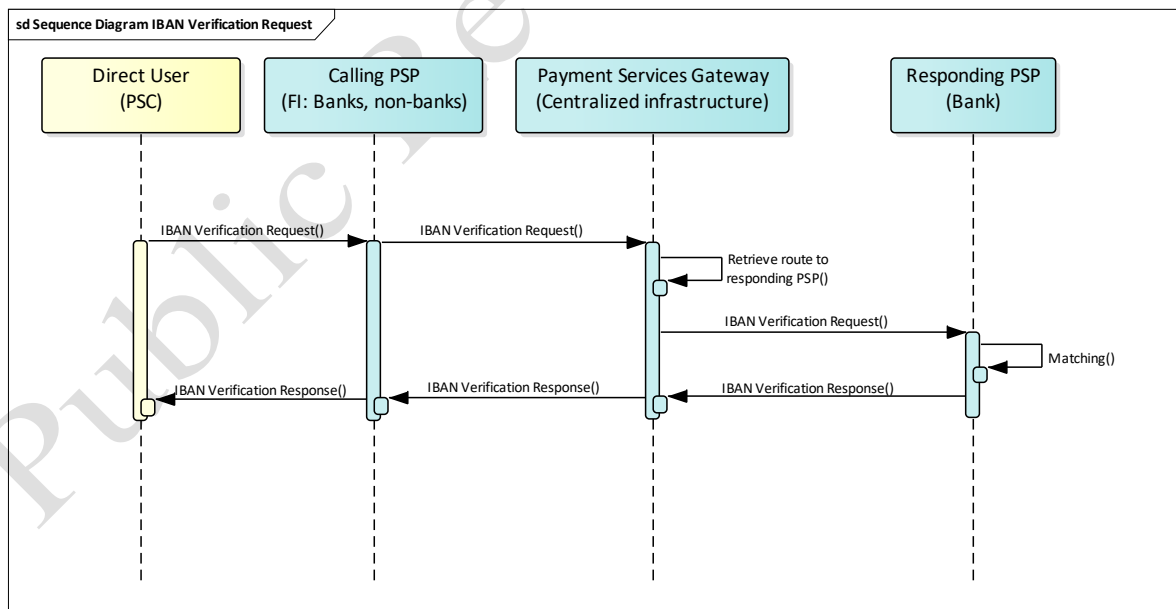 sd Sequence Diagram IBAN Verification Request
Direct User
(PSC)
Calling PSP
(FI: Banks, non-banks)
Payment Services Gateway
(Centralized infrastructure)
Responding PSP
(Bank)
IBAN Verification Request()
IBAN Verification Request()
Retrieve route to
responding PSP()
IBAN Verification Request()
Matching()
IBAN Verification Response()
IBAN Verification Response()
IBAN Verification Response()
Public Re